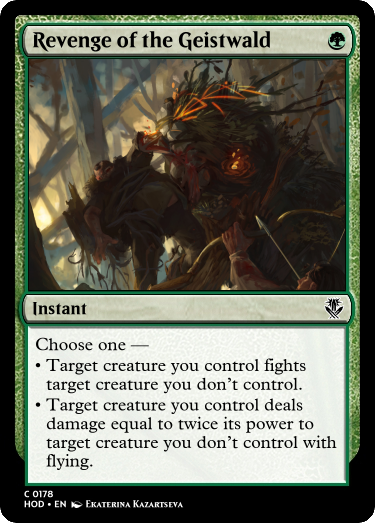 Revenge of the Geistwald
Instant
Choose one —
• Target creature you control fights
target creature you don't control.
• Target creature you control deals
damage equal to twice its power to
target creature you don't control with
flying.
C 0178
HOD • EN Ekaterina Kazartseva